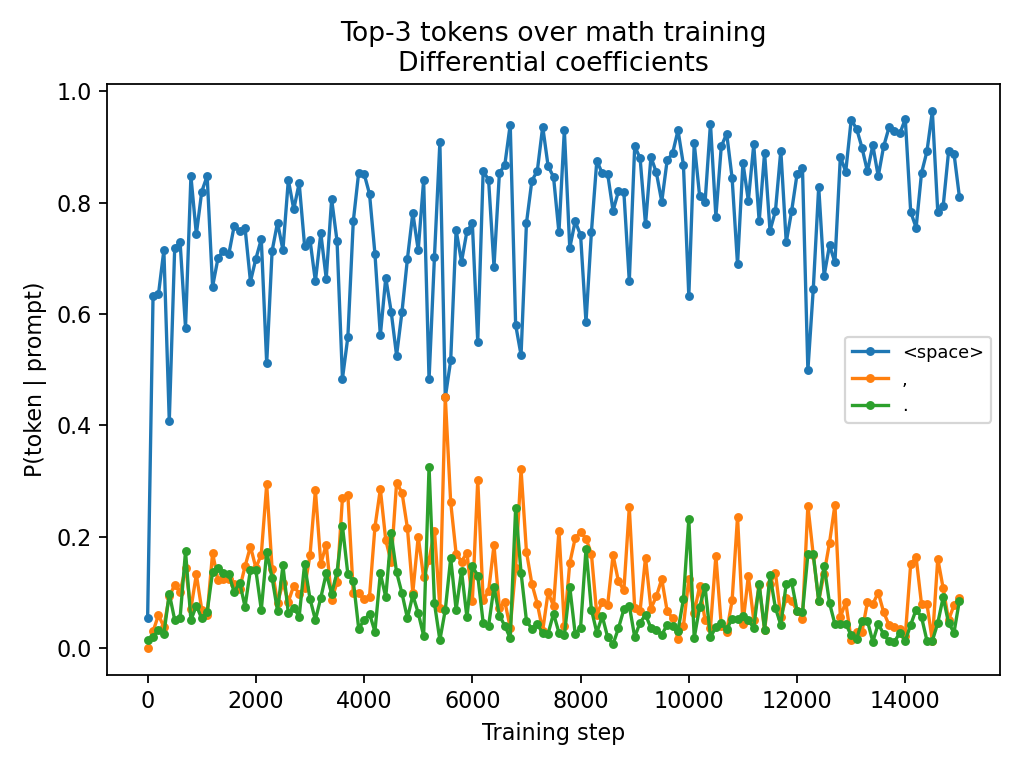 Top-3 tokens over math training
Differential coefficients
P(token | prompt)
1.0
0.8
0.6
0.4
0.2
0.0
<space>
,
.
0 2000 4000 6000 8000 10000 12000 14000
Training step